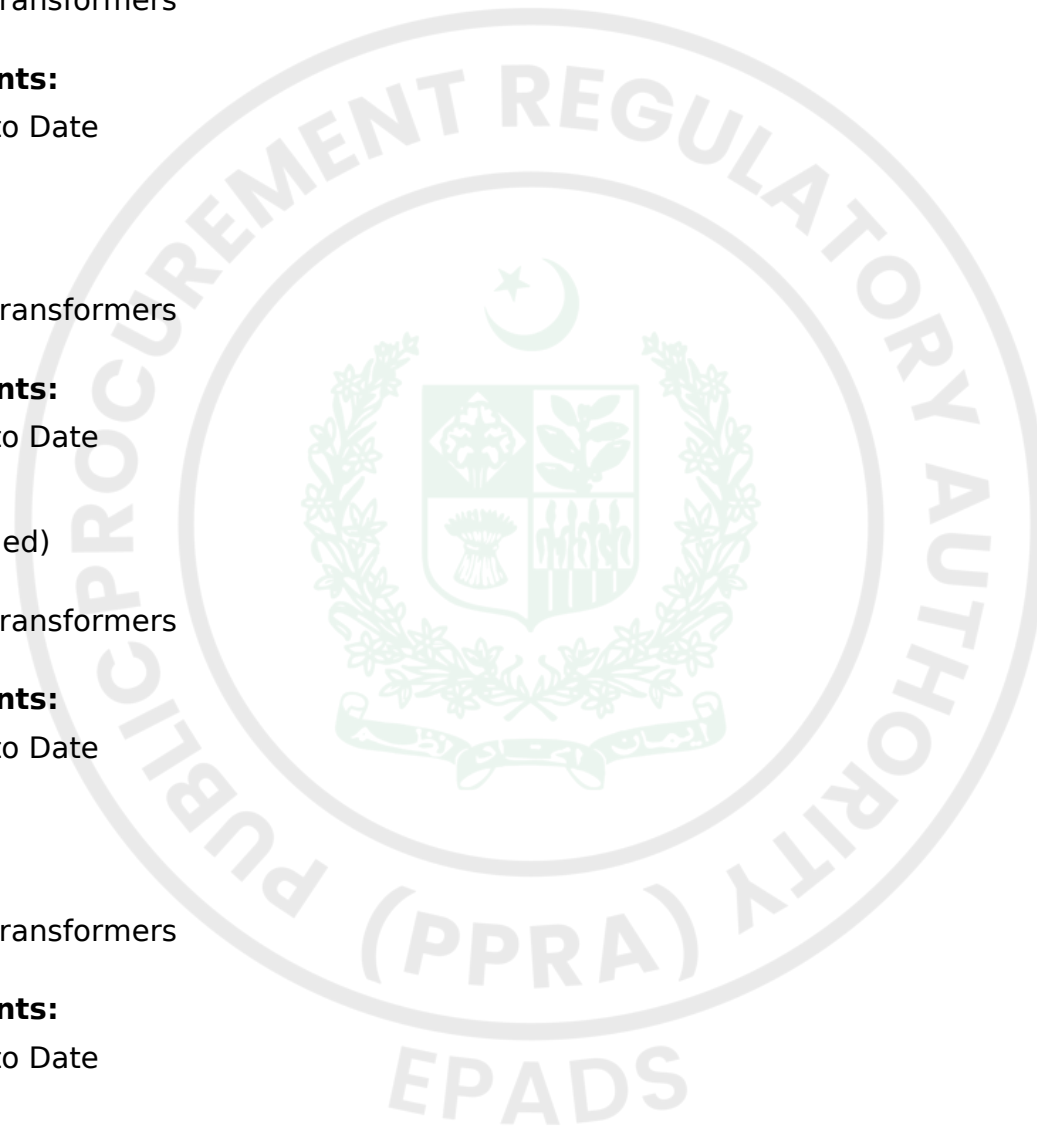 ransformers
nts:
to Date
ransformers
nts:
to Date
ed)
ransformers
nts:
to Date
ransformers
nts:
to Date
PUBLIC PROCUREMENT REGULATORY AUTHORITY
(PPRA)
EPADS